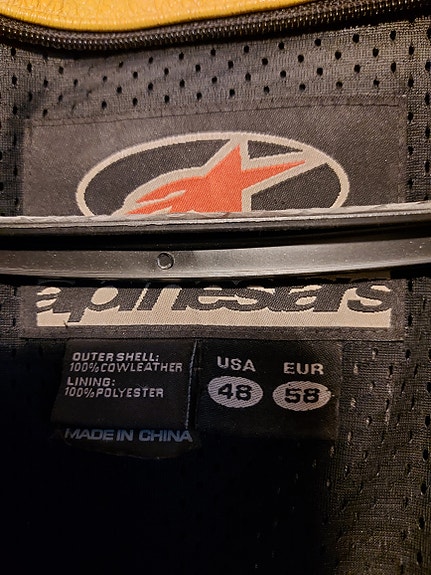 alpinestars
OUTER SHELL:
100% COWLEATHER
LINING:
100% POLYESTER
MADE IN CHINA
USA EUR
48 58